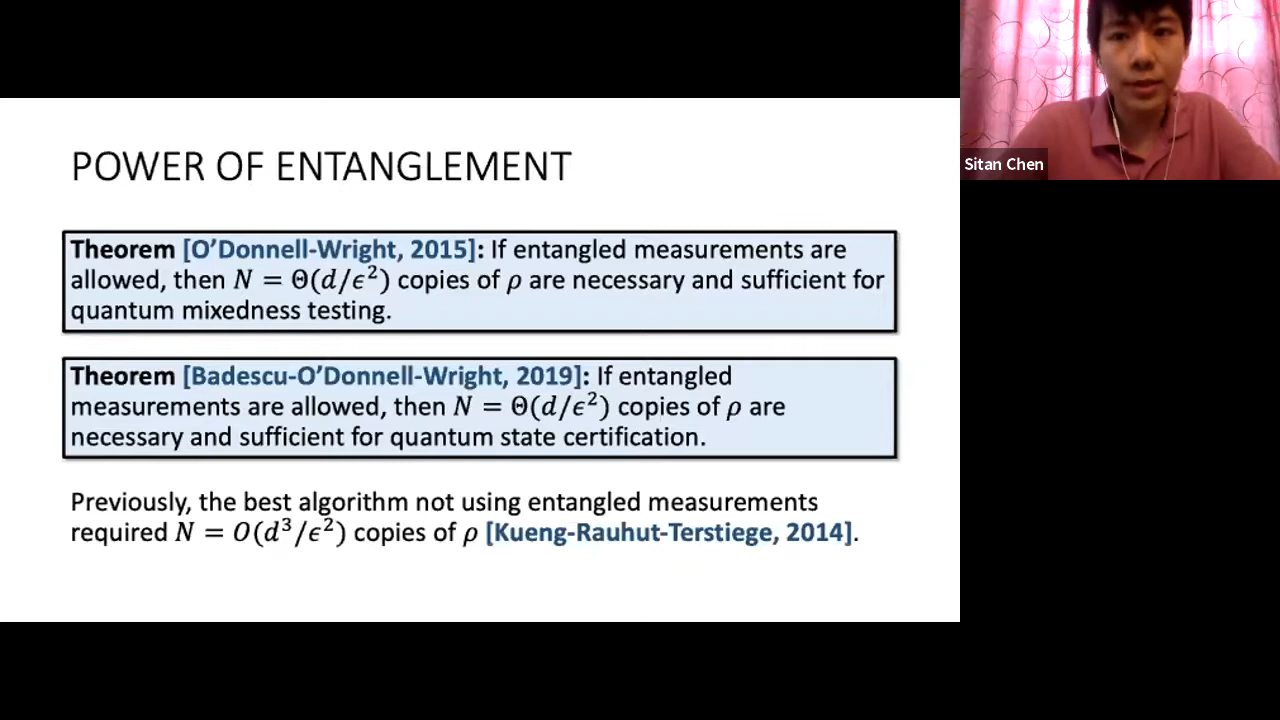 POWER OF ENTANGLEMENT
Theorem [O’Donnell-Wright, 2015]: If entangled measurements are
allowed, then N = Θ(d/ϵ²) copies of ρ are necessary and sufficient for
quantum mixedness testing.
Theorem [Badescu-O’Donnell-Wright, 2019]: If entangled
measurements are allowed, then N = Θ(d/ϵ²) copies of ρ are
necessary and sufficient for quantum state certification.
Previously, the best algorithm not using entangled measurements
required N = O(d³/ϵ²) copies of ρ [Kueng-Rauhut-Terstiege, 2014].
Sitan Chen